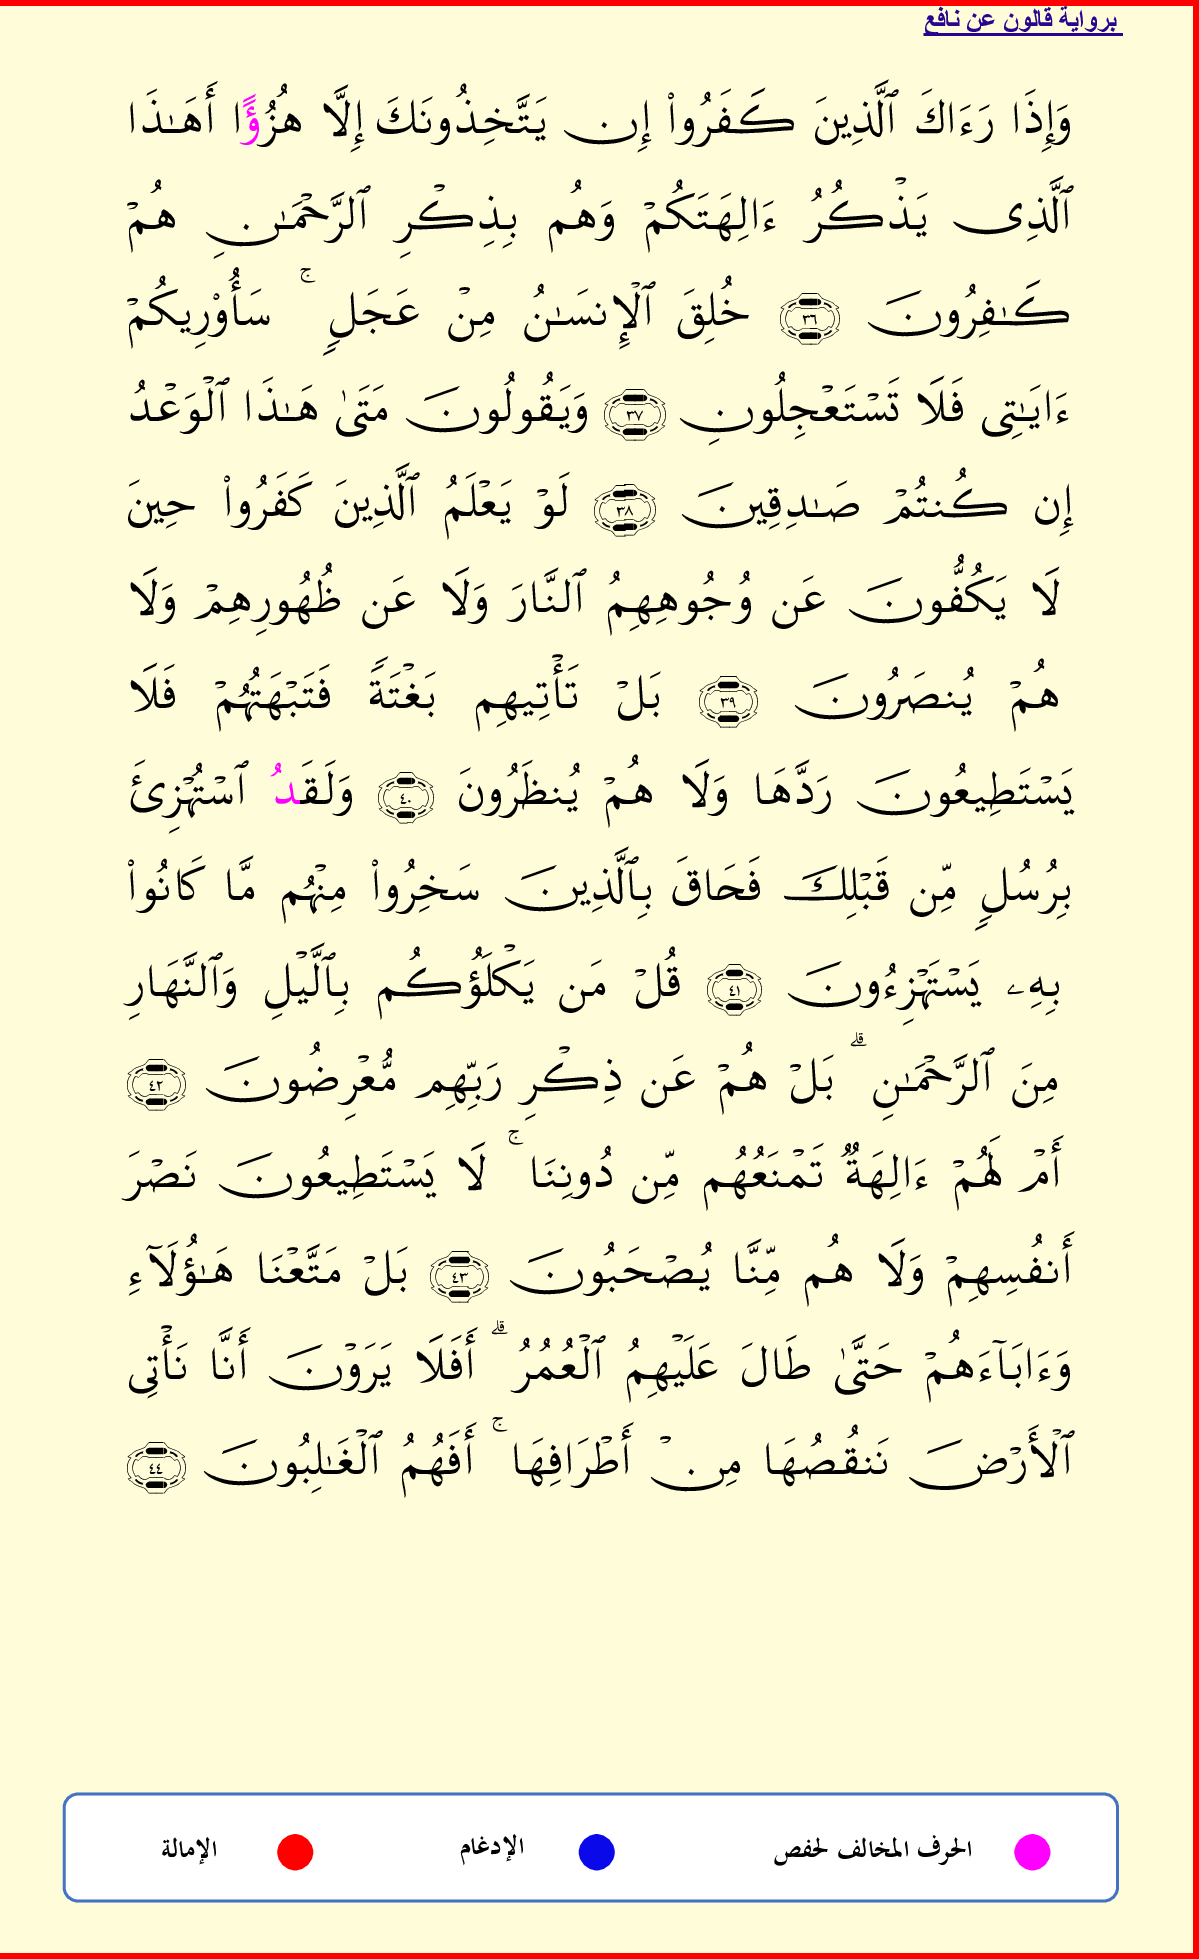 برواية قالون عن نافع
وَإِذَا رَءَاكَ ٱلَّذِينَ كَفَرُوا۟ إِن يَتَّخِذُونَكَ إِلَّا هُزُؤًا أَهَـٰذَا
ٱلَّذِى يَذْكُرُ ءَالِهَتَكُمْ وَهُم بِذِكْرِ ٱلرَّحْمَـٰنِ هُمْ
كَـٰفِرُونَ ٣٦ خُلِقَ ٱلْإِنسَـٰنُ مِنْ عَجَلٍ ۚ سَأُو۟رِيكُمْ
ءَايَـٰتِى فَلَا تَسْتَعْجِلُونِ ٣٧ وَيَقُولُونَ مَتَىٰ هَـٰذَا ٱلْوَعْدُ
إِن كُنتُمْ صَـٰدِقِينَ ٣٨ لَوْ يَعْلَمُ ٱلَّذِينَ كَفَرُوا۟ حِينَ
لَا يَكُفُّونَ عَن وُجُوهِهِمُ ٱلنَّارَ وَلَا عَن ظُهُورِهِمْ وَلَا
هُمْ يُنصَرُونَ ٣٩ بَلْ تَأْتِيهِم بَغْتَةً فَتَبْهَتُهُمْ فَلَا
يَسْتَطِيعُونَ رَدَّهَا وَلَا هُمْ يُنظَرُونَ ٤٠ وَلَقَدُ ٱسْتُهْزِئَ
بِرُسُلٍ مِّن قَبْلِكَ فَحَاقَ بِٱلَّذِينَ سَخِرُوا۟ مِنْهُم مَّا كَانُوا۟
بِهِۦ يَسْتَهْزِءُونَ ٤١ قُلْ مَن يَكْلَؤُكُم بِٱلَّيْلِ وَٱلنَّهَارِ
مِنَ ٱلرَّحْمَـٰنِ ۗ بَلْ هُمْ عَن ذِكْرِ رَبِّهِم مُّعْرِضُونَ ٤٢
أَمْ لَهُمْ ءَالِهَةٌ تَمْنَعُهُم مِّن دُونِنَا ۚ لَا يَسْتَطِيعُونَ نَصْرَ
أَنفُسِهِمْ وَلَا هُم مِّنَّا يُصْحَبُونَ ٤٣ بَلْ مَتَّعْنَا هَـٰٓؤُلَآءِ
وَءَابَآءَهُمْ حَتَّىٰ طَالَ عَلَيْهِمُ ٱلْعُمُرُ ۗ أَفَلَا يَرَوْنَ أَنَّا نَأْتِى
ٱلْأَرْضَ نَنقُصُهَا مِنْ أَطْرَافِهَا ۚ أَفَهُمُ ٱلْغَـٰلِبُونَ ٤٤
الحرف المخالف لحفص الإدغام الإمالة